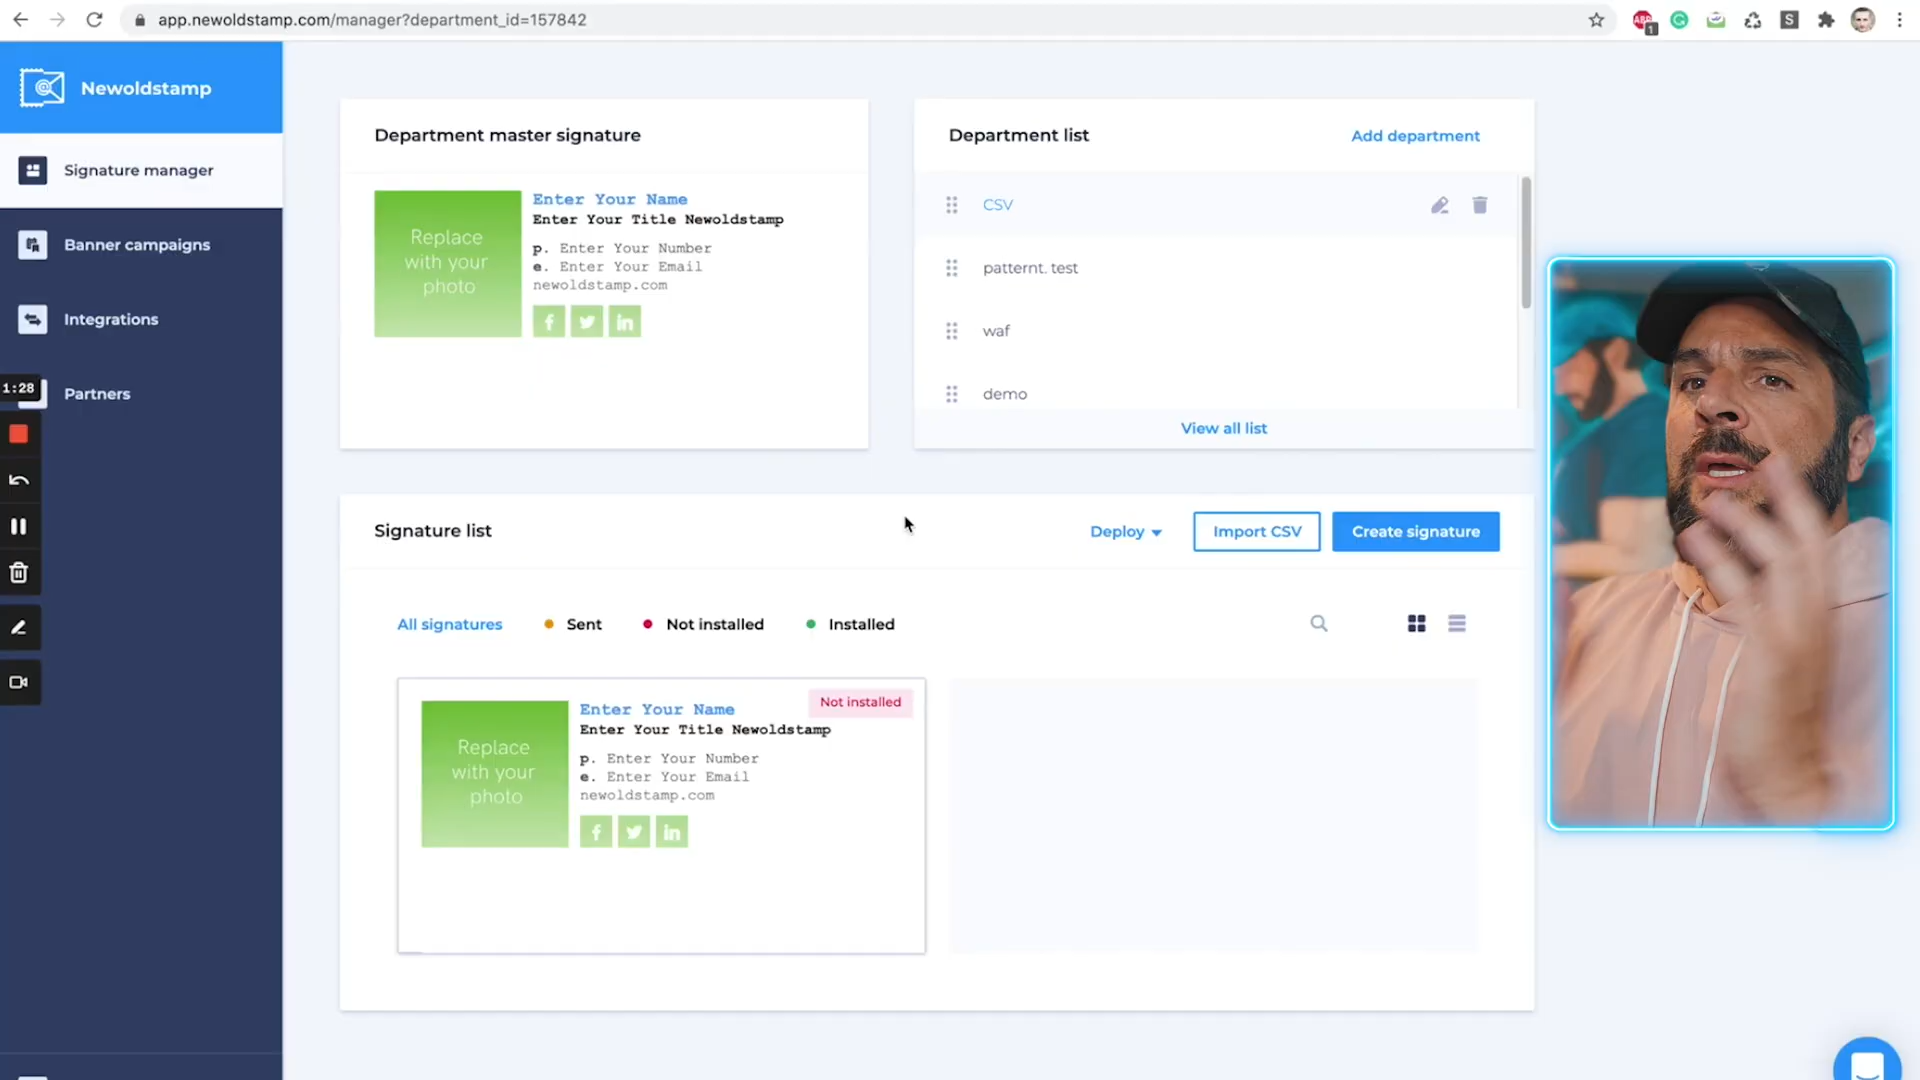 app.newoldstamp.com/manager?department_id=157842
ABP
1
S
Newoldstamp
Signature manager
Banner campaigns
Integrations
Partners
1:28
Department master signature
Replace
with your
photo
Enter Your Name
Enter Your Title Newoldstamp
p. Enter Your Number
e. Enter Your Email
newoldstamp.com
Department list
Add department
CSV
patternt. test
waf
demo
View all list
Signature list
Deploy
Import CSV
Create signature
All signatures
Sent
Not installed
Installed
Not installed
Replace
with your
photo
Enter Your Name
Enter Your Title Newoldstamp
p. Enter Your Number
e. Enter Your Email
newoldstamp.com